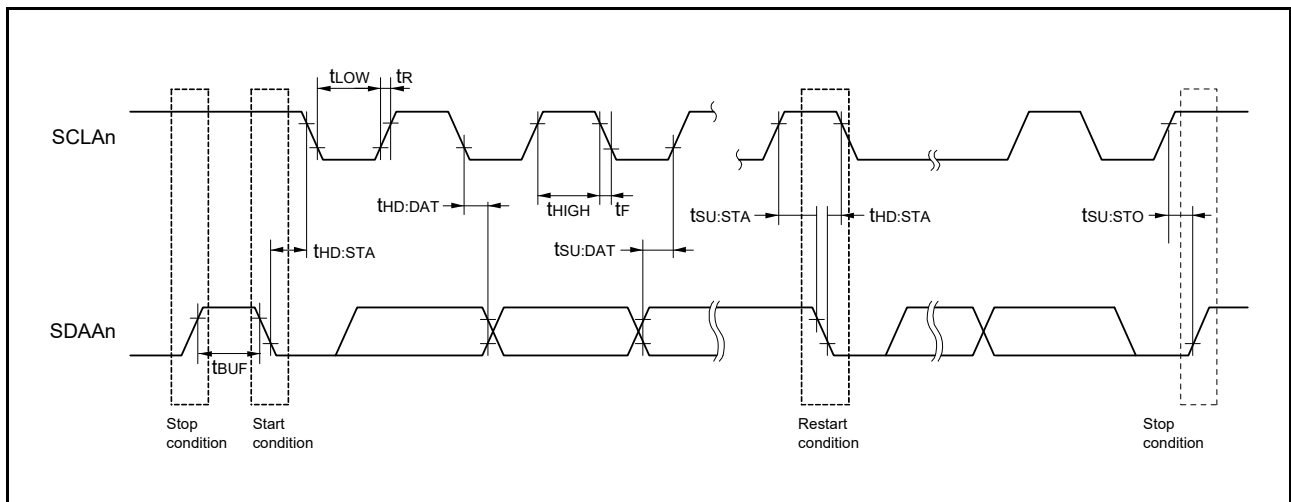 tLOW tR
SCLAn
tHD:DAT tHIGH tF tSU:STA tHD:STA tSU:STO
tHD:STA tSU:DAT
SDAAn
tBUF
Stop condition
Start condition
Restart condition
Stop condition